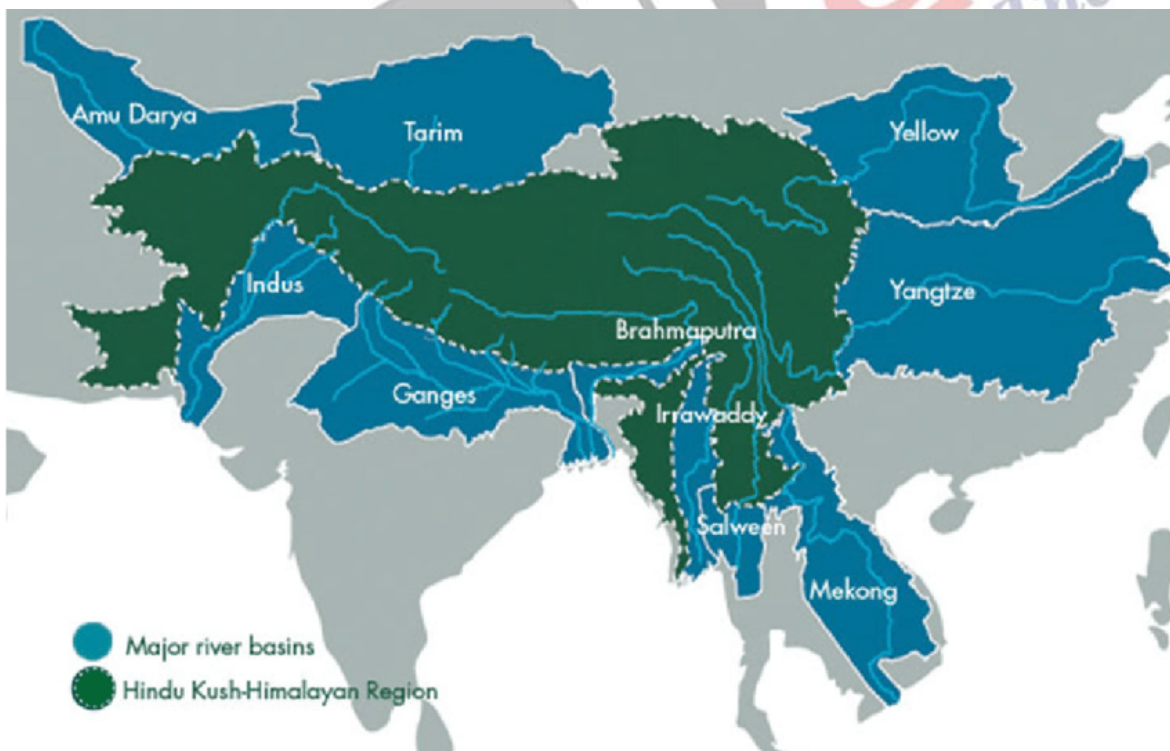 Amu Darya
Tarim
Yellow
Indus
Yangtze
Brahmaputra
Ganges
Irrawaddy
Salween
Mekong
Major river basins
Hindu Kush-Himalayan Region